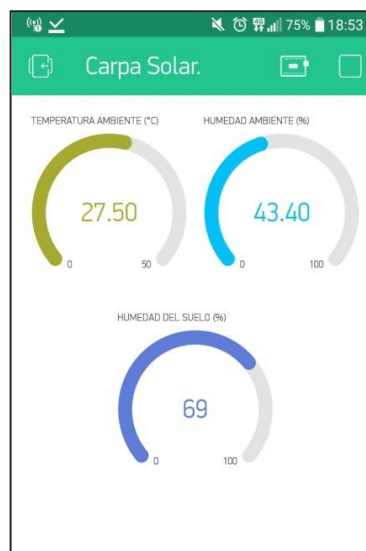 75% 18:53
Carpa Solar.
TEMPERATURA AMBIENTE (°C) HUMEDAD AMBIENTE (%)
27.50 43.40
0 50 0 100
HUMEDAD DEL SUELO (%)
69
0 100